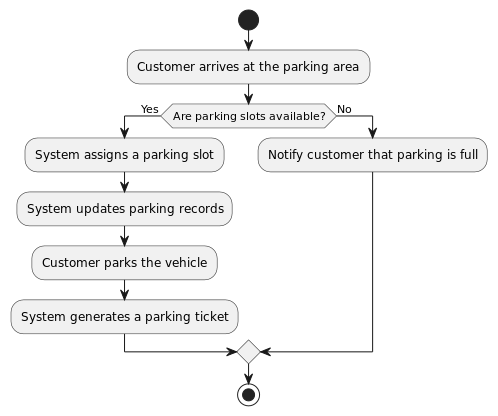 Customer arrives at the parking area
Are parking slots available?
Yes
No
System assigns a parking slot
Notify customer that parking is full
System updates parking records
Customer parks the vehicle
System generates a parking ticket